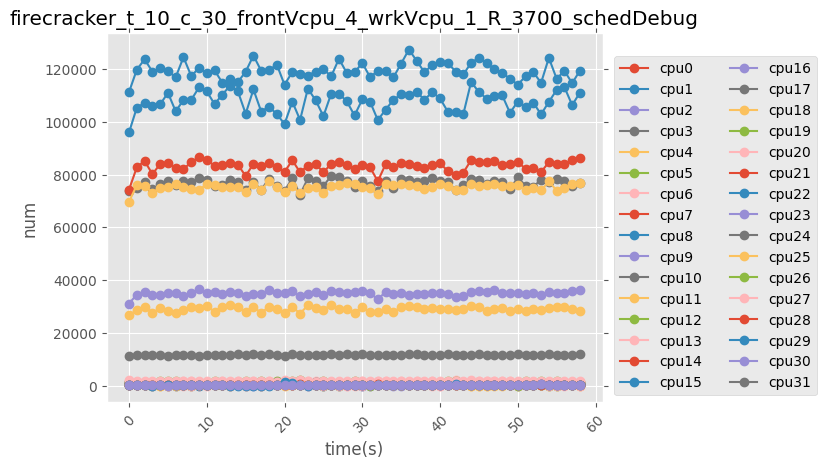 firecracker_t_10_c_30_frontVcpu_4_wrkVcpu_1_R_3700_schedDebug
120000
100000
80000
60000
40000
20000
0
num
0
10
20
30
40
50
60
time(s)
cpu0
cpu1
cpu2
cpu3
cpu4
cpu5
cpu6
cpu7
cpu8
cpu9
cpu10
cpu11
cpu12
cpu13
cpu14
cpu15
cpu16
cpu17
cpu18
cpu19
cpu20
cpu21
cpu22
cpu23
cpu24
cpu25
cpu26
cpu27
cpu28
cpu29
cpu30
cpu31